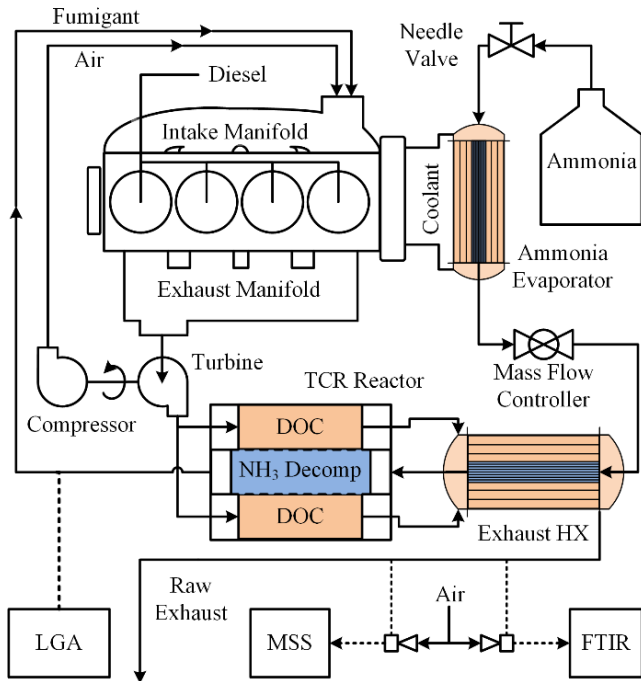 Fumigant
Air
Needle
Valve
Diesel
Intake Manifold
Ammonia
Coolant
Ammonia
Evaporator
Exhaust Manifold
Turbine
Mass Flow
Controller
TCR Reactor
Compressor
DOC
NH₃ Decomp
DOC
Exhaust HX
Raw
Exhaust
Air
LGA
MSS
FTIR